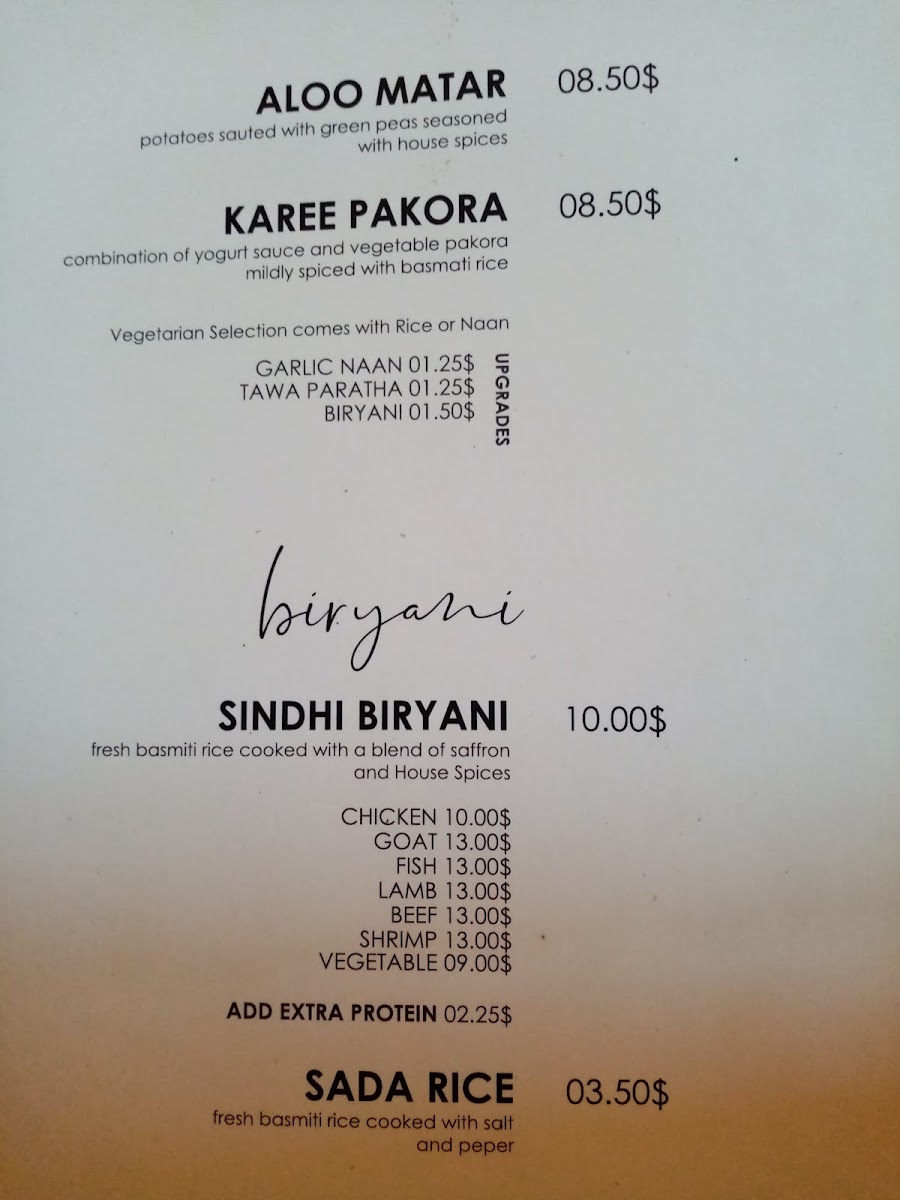 ALOO MATAR 08.50$
potatoes sauted with green peas seasoned
with house spices
KAREE PAKORA 08.50$
combination of yogurt sauce and vegetable pakora
mildly spiced with basmati rice
Vegetarian Selection comes with Rice or Naan
GARLIC NAAN 01.25$
TAWA PARATHA 01.25$
BIRYANI 01.50$
UPGRADES
biryani
SINDHI BIRYANI 10.00$
fresh basmiti rice cooked with a blend of saffron
and House Spices
CHICKEN 10.00$
GOAT 13.00$
FISH 13.00$
LAMB 13.00$
BEEF 13.00$
SHRIMP 13.00$
VEGETABLE 09.00$
ADD EXTRA PROTEIN 02.25$
SADA RICE 03.50$
fresh basmiti rice cooked with salt
and peper